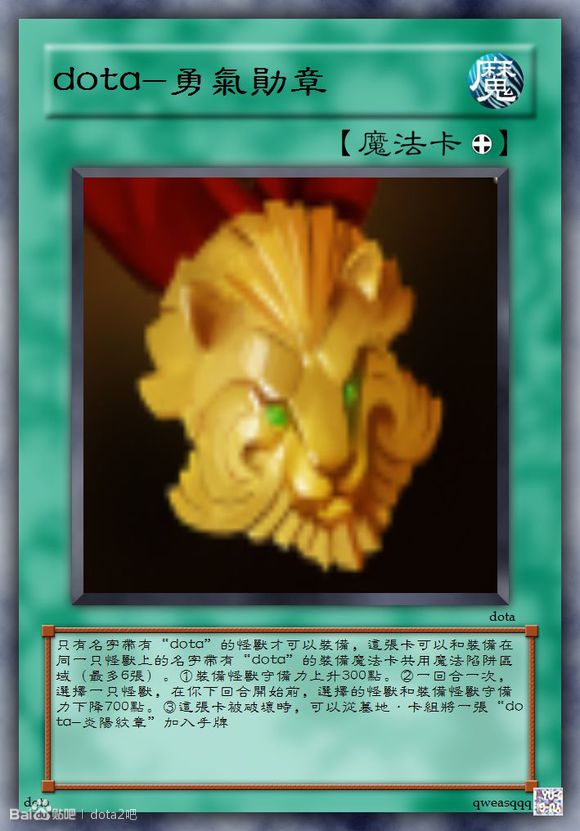 dota-勇氣勛章
魔
【魔法卡】
dota
只有名字帶有“dota”的怪獸才可以裝備，這張卡可以和裝備在
同一只怪獸上的名字帶有“dota”的裝備魔法卡共用魔法陷阱區
域（最多6張）。①裝備怪獸守備力上升300點。②一回合一次，
選擇一只怪獸，在你下回合開始前，選擇的怪獸和裝備怪獸守備
力下降700點。③這張卡被破壞時，可以從墓地·卡組將一張“do
ta-炎陽紋章”加入手牌
dota
qweasqqq
Bai貼吧 | dota2吧